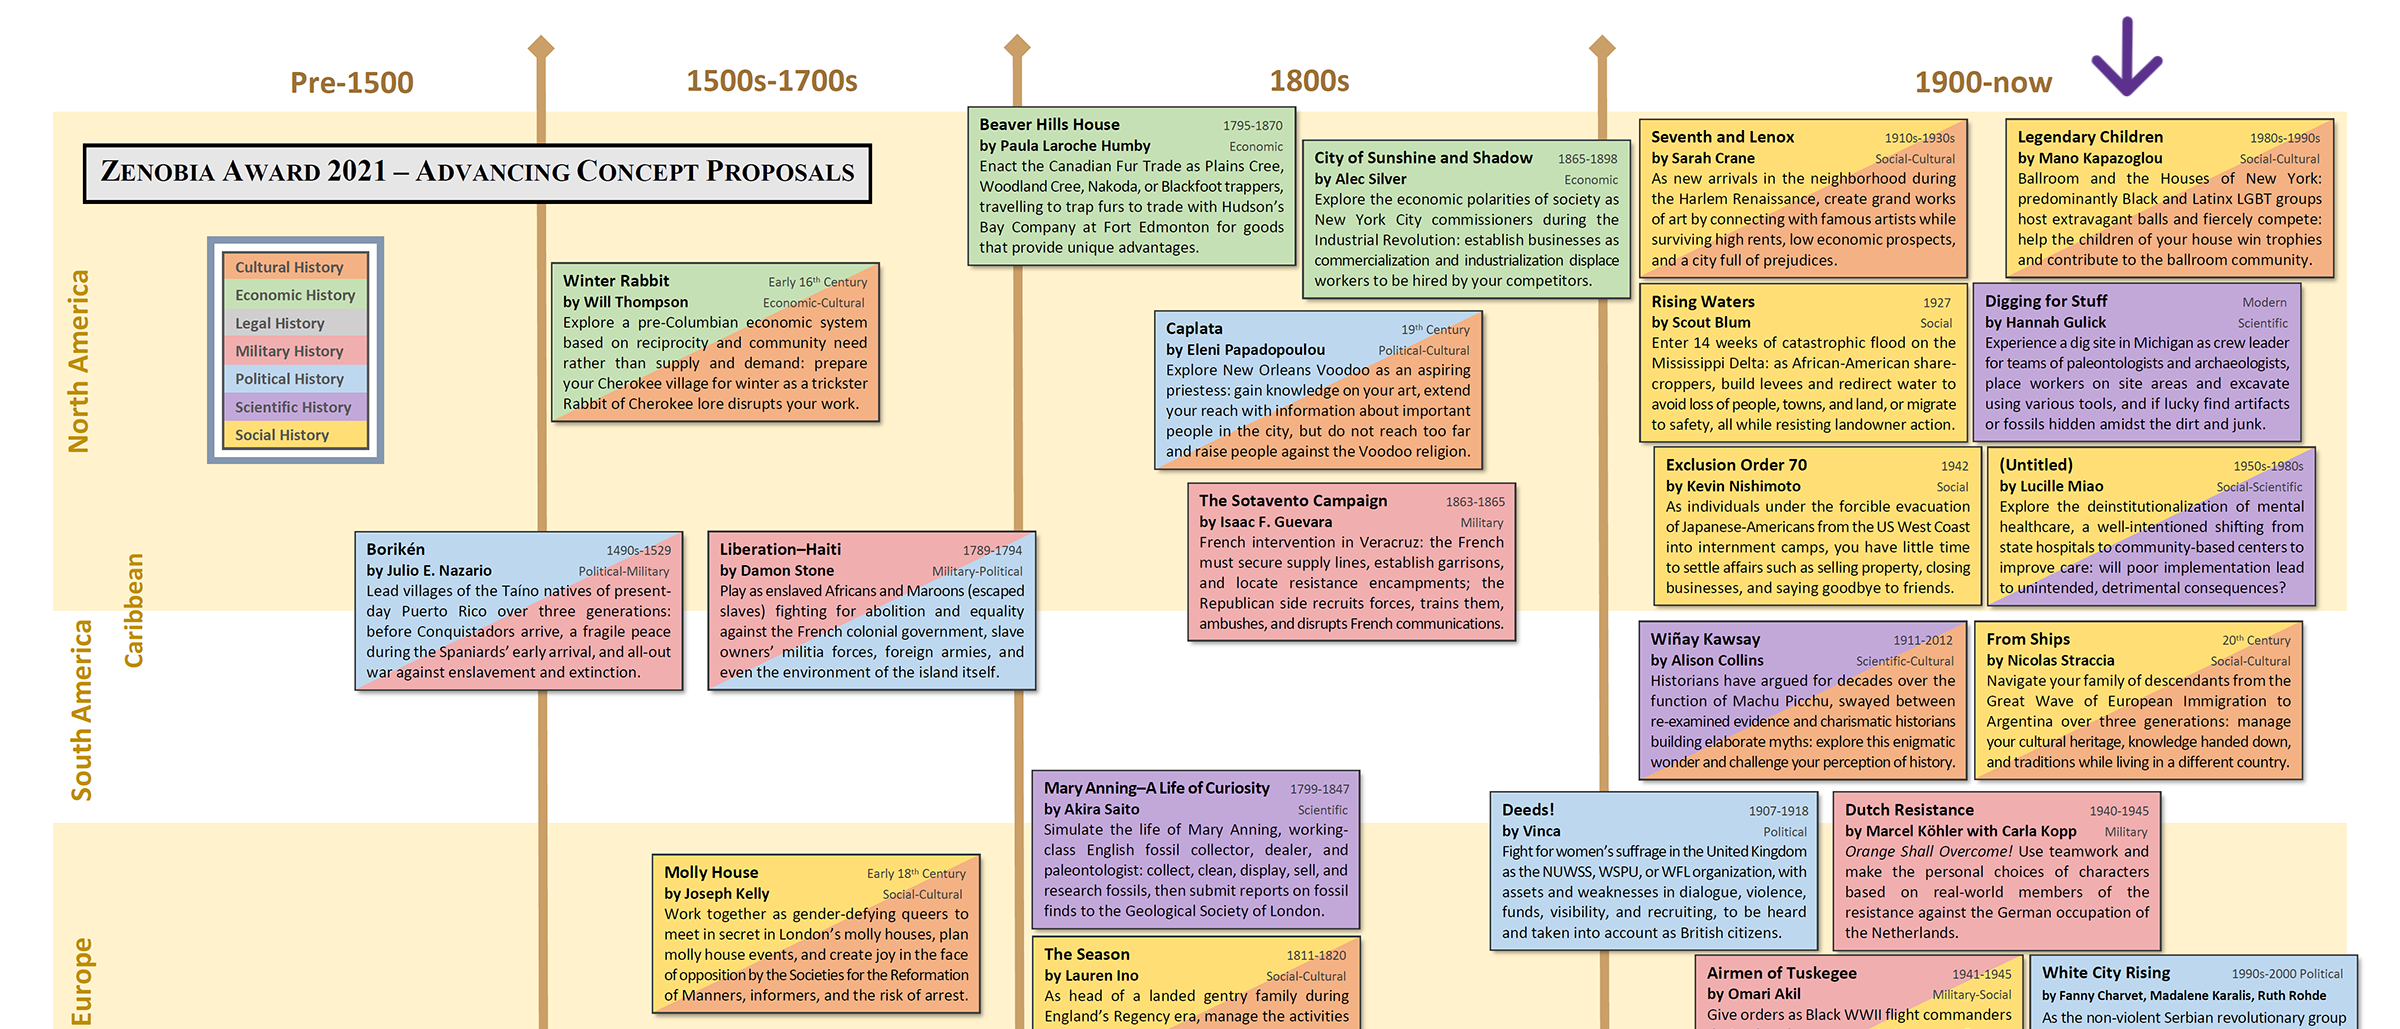 Pre-1500
1500s-1700s
1800s
1900-now
ZENOBIA AWARD 2021 – ADVANCING CONCEPT PROPOSALS
Cultural History
Economic History
Legal History
Military History
Political History
Scientific History
Social History
North America
Caribbean
South America
Europe
Winter Rabbit Early 16th Century
by Will Thompson Economic-Cultural
Explore a pre-Columbian economic system
based on reciprocity and community need
rather than supply and demand: prepare
your Cherokee village for winter as a trickster
Rabbit of Cherokee lore disrupts your work.
Beaver Hills House 1795-1870
by Paula Laroche Humby Economic
Enact the Canadian Fur Trade as Plains Cree,
Woodland Cree, Nakoda, or Blackfoot trappers,
travelling to trap furs to trade with Hudson's
Bay Company at Fort Edmonton for goods
that provide unique advantages.
City of Sunshine and Shadow 1865-1898
by Alec Silver Economic
Explore the economic polarities of society as
New York City commissioners during the
Industrial Revolution: establish businesses as
commercialization and industrialization displace
workers to be hired by your competitors.
Caplata 19th Century
by Eleni Papadopoulou Political-Cultural
Explore New Orleans Voodoo as an aspiring
priestess: gain knowledge on your art, extend
your reach with information about important
people in the city, but do not reach too far
and raise people against the Voodoo religion.
The Sotavento Campaign 1863-1865
by Isaac F. Guevara Military
French intervention in Veracruz: the French
must secure supply lines, establish garrisons,
and locate resistance encampments; the
Republican side recruits forces, trains them,
ambushes, and disrupts French communications.
Seventh and Lenox 1910s-1930s
by Sarah Crane Social-Cultural
As new arrivals in the neighborhood during
the Harlem Renaissance, create grand works
of art by connecting with famous artists while
surviving high rents, low economic prospects,
and a city full of prejudices.
Legendary Children 1980s-1990s
by Mano Kapazoglou Social-Cultural
Ballroom and the Houses of New York:
predominantly Black and Latinx LGBT groups
host extravagant balls and fiercely compete:
help the children of your house win trophies
and contribute to the ballroom community.
Rising Waters 1927
by Scout Blum Social
Enter 14 weeks of catastrophic flood on the
Mississippi Delta: as African-American share-
croppers, build levees and redirect water to
avoid loss of people, towns, and land, or migrate
to safety, all while resisting landowner action.
Digging for Stuff Modern
by Hannah Gulick Scientific
Experience a dig site in Michigan as crew leader
for teams of paleontologists and archaeologists,
place workers on site areas and excavate
using various tools, and if lucky find artifacts
or fossils hidden amidst the dirt and junk.
Exclusion Order 70 1942
by Kevin Nishimoto Social
As individuals under the forcible evacuation
of Japanese-Americans from the US West Coast
into internment camps, you have little time
to settle affairs such as selling property, closing
businesses, and saying goodbye to friends.
(Untitled) 1950s-1980s
by Lucille Miao Social-Scientific
Explore the deinstitutionalization of mental
healthcare, a well-intentioned shifting from
state hospitals to community-based centers to
improve care: will poor implementation lead
to unintended, detrimental consequences?
Borikén 1490s-1529
by Julio E. Nazario Political-Military
Lead villages of the Taíno natives of present-
day Puerto Rico over three generations:
before Conquistadors arrive, a fragile peace
during the Spaniards' early arrival, and all-out
war against enslavement and extinction.
Liberation–Haiti 1789-1794
by Damon Stone Military-Political
Play as enslaved Africans and Maroons (escaped
slaves) fighting for abolition and equality
against the French colonial government, slave
owners' militia forces, foreign armies, and
even the environment of the island itself.
Wiñay Kawsay 1911-2012
by Alison Collins Scientific-Cultural
Historians have argued for decades over the
function of Machu Picchu, swayed between
re-examined evidence and charismatic historians
building elaborate myths: explore this enigmatic
wonder and challenge your perception of history.
From Ships 20th Century
by Nicolas Straccia Social-Cultural
Navigate your family of descendants from the
Great Wave of European Immigration to
Argentina over three generations: manage
your cultural heritage, knowledge handed down,
and traditions while living in a different country.
Molly House Early 18th Century
by Joseph Kelly Social-Cultural
Work together as gender-defying queers to
meet in secret in London's molly houses, plan
molly house events, and create joy in the face
of opposition by the Societies for the Reformation
of Manners, informers, and the risk of arrest.
Mary Anning–A Life of Curiosity 1799-1847
by Akira Saito Scientific
Simulate the life of Mary Anning, working-
class English fossil collector, dealer, and
paleontologist: collect, clean, display, sell, and
research fossils, then submit reports on fossil
finds to the Geological Society of London.
The Season 1811-1820
by Lauren Ino Social-Cultural
As head of a landed gentry family during
England's Regency era, manage the activities
Deeds! 1907-1918
by Vinca Political
Fight for women's suffrage in the United Kingdom
as the NUWSS, WSPU, or WFL organization, with
assets and weaknesses in dialogue, violence,
funds, visibility, and recruiting, to be heard
and taken into account as British citizens.
Dutch Resistance 1940-1945
by Marcel Köhler with Carla Kopp Military
Orange Shall Overcome! Use teamwork and
make the personal choices of characters
based on real-world members of the
resistance against the German occupation of
the Netherlands.
Airmen of Tuskegee 1941-1945
by Omari Akil Military-Social
Give orders as Black WWII flight commanders
White City Rising 1990s-2000 Political
by Fanny Charvet, Madalene Karalis, Ruth Rohde
As the non-violent Serbian revolutionary group